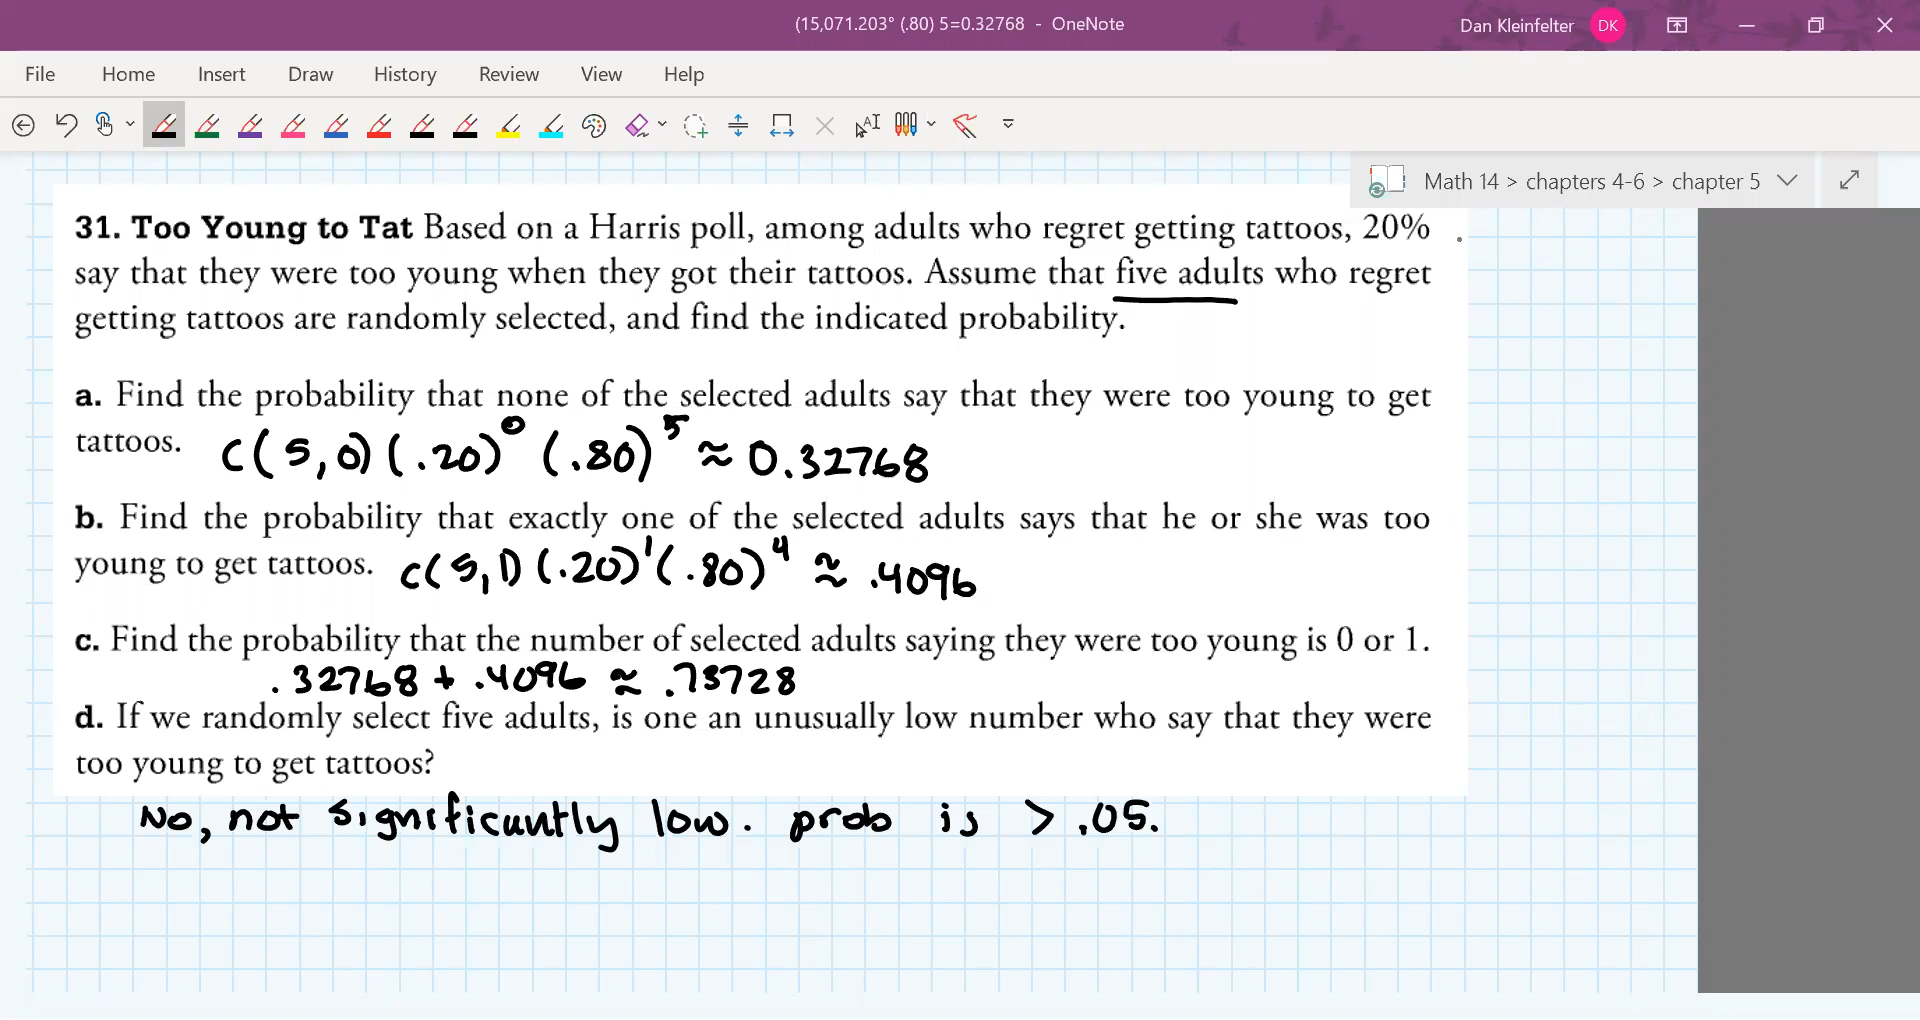 (15,071.203° (.80) 5=0.32768 - OneNote
Dan Kleinfelter
DK
File Home Insert Draw History Review View Help
Math 14 > chapters 4-6 > chapter 5
31. Too Young to Tat Based on a Harris poll, among adults who regret getting tattoos, 20%
say that they were too young when they got their tattoos. Assume that five adults who regret
getting tattoos are randomly selected, and find the indicated probability.
a. Find the probability that none of the selected adults say that they were too young to get
tattoos. C(5,0)(.20)⁰(.80)⁵ ≈ 0.32768
b. Find the probability that exactly one of the selected adults says that he or she was too
young to get tattoos. C(5,1)(.20)¹(.80)⁴ ≈ .4096
c. Find the probability that the number of selected adults saying they were too young is 0 or 1.
.32768 + .4096 ≈ .73728
d. If we randomly select five adults, is one an unusually low number who say that they were
too young to get tattoos?
No, not significantly low. prob is > .05.